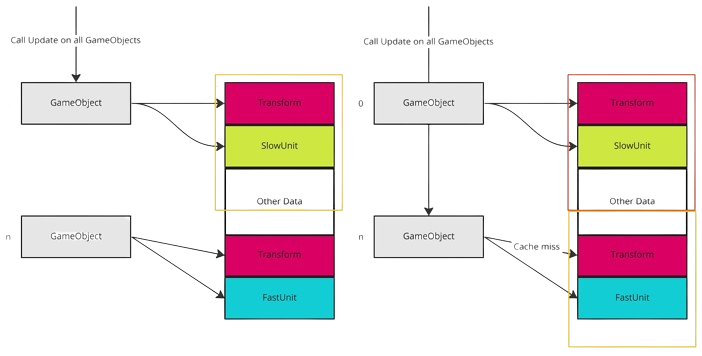 Call Update on all GameObjects
GameObject
Transform
SlowUnit
Other Data
n
GameObject
Transform
FastUnit
Call Update on all GameObjects
0
GameObject
Transform
SlowUnit
Other Data
n
GameObject
Cache miss
Transform
FastUnit